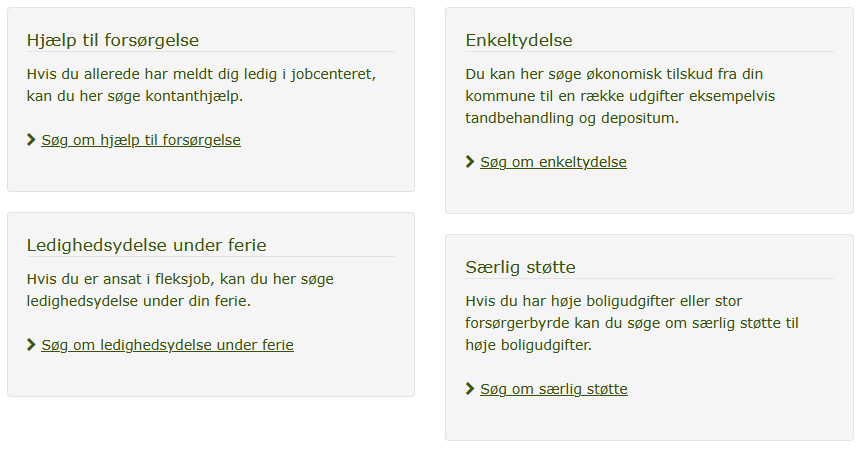 Hjælp til forsørgelse
Hvis du allerede har meldt dig ledig i jobcenteret,
kan du her søge kontanthjælp.
Søg om hjælp til forsørgelse
Ledighedsydelse under ferie
Hvis du er ansat i fleksjob, kan du her søge
ledighedsydelse under din ferie.
Søg om ledighedsydelse under ferie
Enkeltydelse
Du kan her søge økonomisk tilskud fra din
kommune til en række udgifter eksempelvis
tandbehandling og depositum.
Søg om enkeltydelse
Særlig støtte
Hvis du har høje boligudgifter eller stor
forsørgerbyrde kan du søge om særlig støtte til
høje boligudgifter.
Søg om særlig støtte